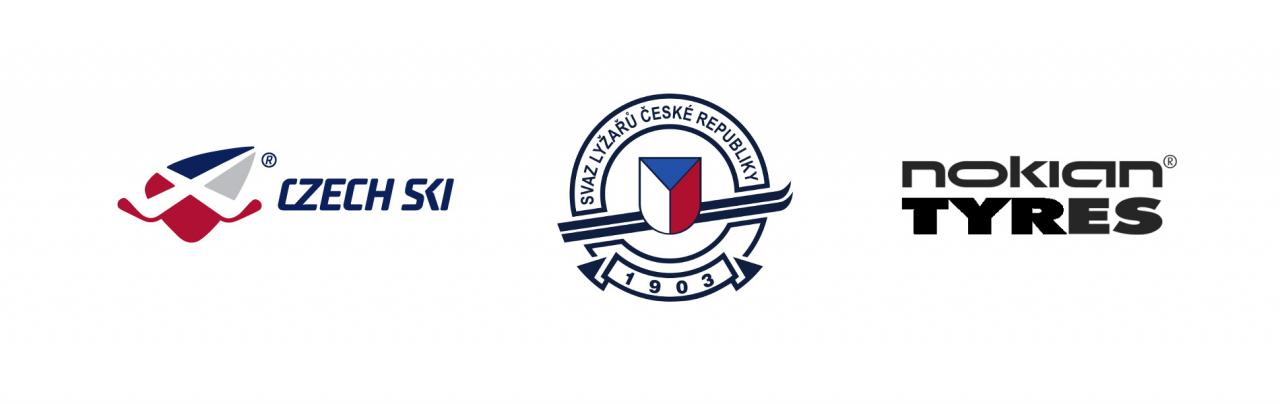 ® CZECH SKI
SVAZ LYŽAŘŮ ČESKÉ REPUBLIKY
1903
nokian®
TYRES